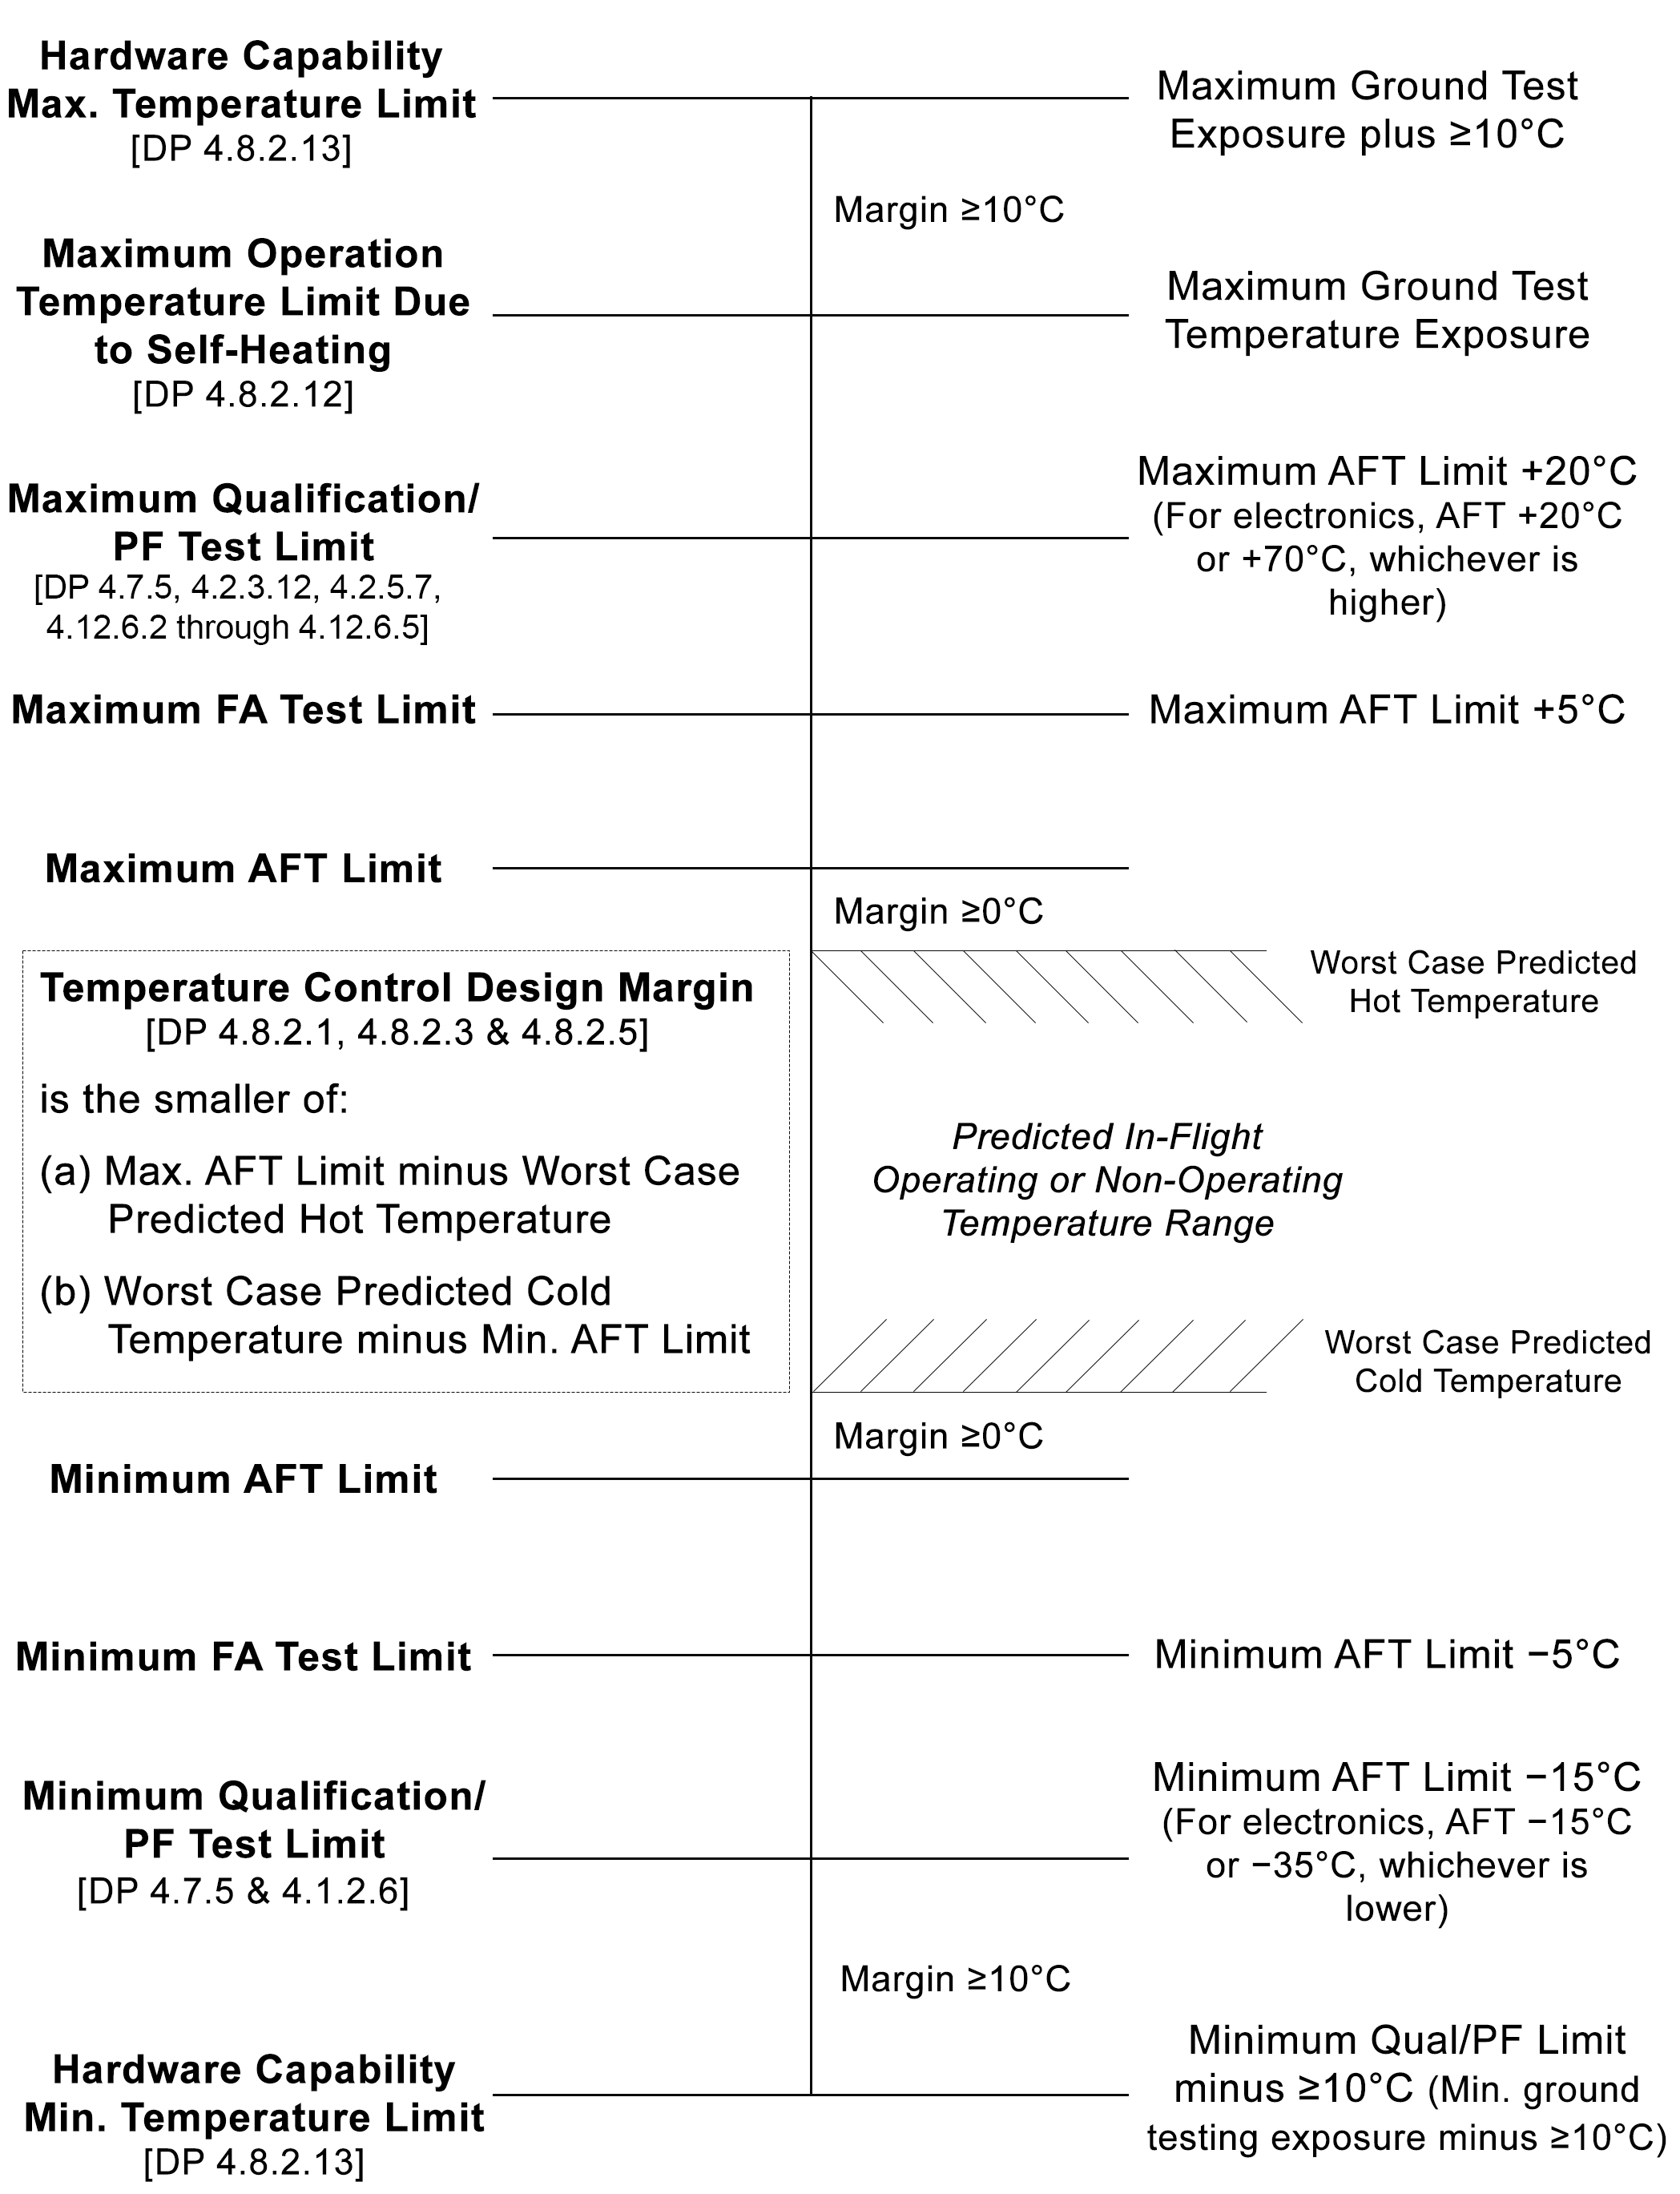 Hardware Capability
Max. Temperature Limit
[DP 4.8.2.13]
Maximum Ground Test
Exposure plus ≥10°C
Margin ≥10°C
Maximum Operation
Temperature Limit Due
to Self-Heating
[DP 4.8.2.12]
Maximum Ground Test
Temperature Exposure
Maximum Qualification/
PF Test Limit
[DP 4.7.5, 4.2.3.12, 4.2.5.7,
4.12.6.2 through 4.12.6.5]
Maximum AFT Limit +20°C
(For electronics, AFT +20°C
or +70°C, whichever is
higher)
Maximum FA Test Limit
Maximum AFT Limit +5°C
Maximum AFT Limit
Margin ≥0°C
Temperature Control Design Margin
[DP 4.8.2.1, 4.8.2.3 & 4.8.2.5]
is the smaller of:
(a) Max. AFT Limit minus Worst Case
Predicted Hot Temperature
(b) Worst Case Predicted Cold
Temperature minus Min. AFT Limit
Worst Case Predicted
Hot Temperature
Predicted In-Flight
Operating or Non-Operating
Temperature Range
Worst Case Predicted
Cold Temperature
Margin ≥0°C
Minimum AFT Limit
Minimum FA Test Limit
Minimum AFT Limit −5°C
Minimum Qualification/
PF Test Limit
[DP 4.7.5 & 4.1.2.6]
Minimum AFT Limit −15°C
(For electronics, AFT −15°C
or −35°C, whichever is
lower)
Margin ≥10°C
Hardware Capability
Min. Temperature Limit
[DP 4.8.2.13]
Minimum Qual/PF Limit
minus ≥10°C (Min. ground
testing exposure minus ≥10°C)